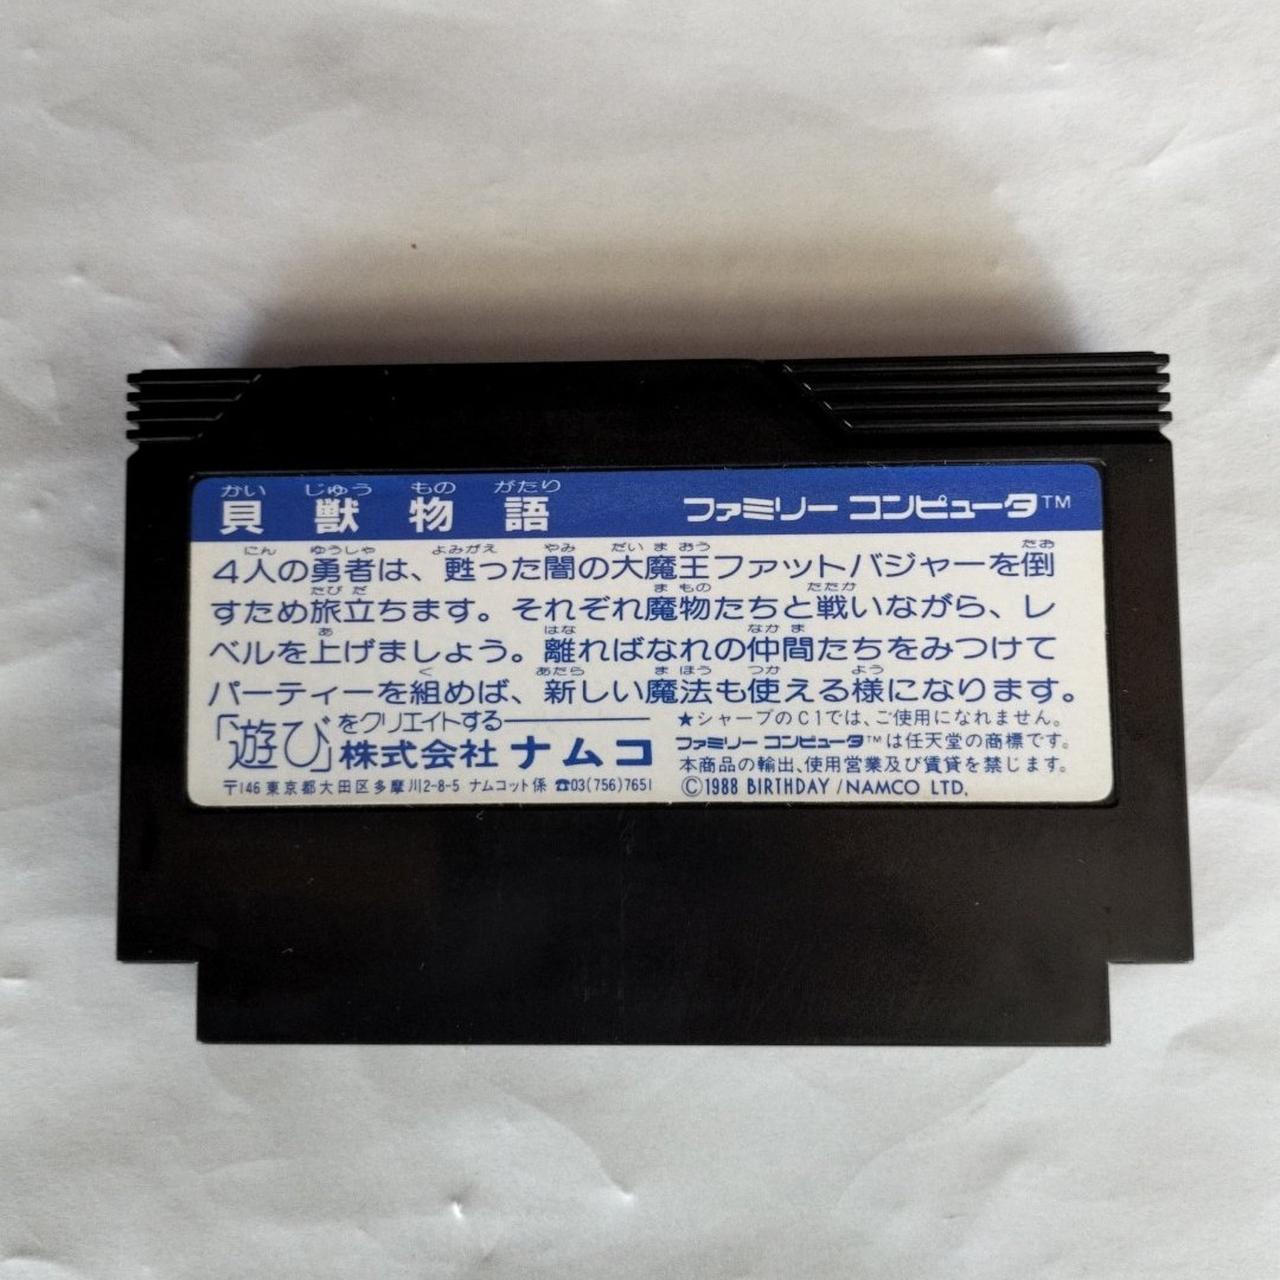 かい じゅう もの がたり
貝獣物語 ファミリー コンピュータ™
にん ゆうしゃ よみがえ やみ だい ま おう たお
4人の勇者は、甦った闇の大魔王ファットバジャーを倒
たび だ ま もの たたか
すため旅立ちます。それぞれ魔物たちと戦いながら、レ
あ はな なか ま
ベルを上げましょう。離ればなれの仲間たちをみつけて
く あたら ま ほう つか よう
パーティーを組めば、新しい魔法も使える様になります。
「遊び」をクリエイトする
株式会社 ナムコ
〒146 東京都大田区多摩川2-8-5 ナムコット係 ☎03(756)7651
★シャープのC1では、ご使用になれません。
ファミリー コンピュータ™は任天堂の商標です。
本商品の輸出、使用営業及び賃貸を禁じます。
©1988 BIRTHDAY/NAMCO LTD.